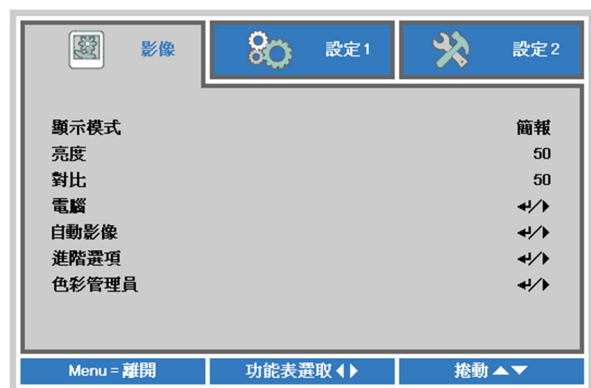 影像 設定1 設定2
顯示模式 簡報
亮度 50
對比 50
電腦 ↵/▶
自動影像 ↵/▶
進階選項 ↵/▶
色彩管理員 ↵/▶
Menu = 離開 功能表選取 ◀▶ 捲動 ▲▼